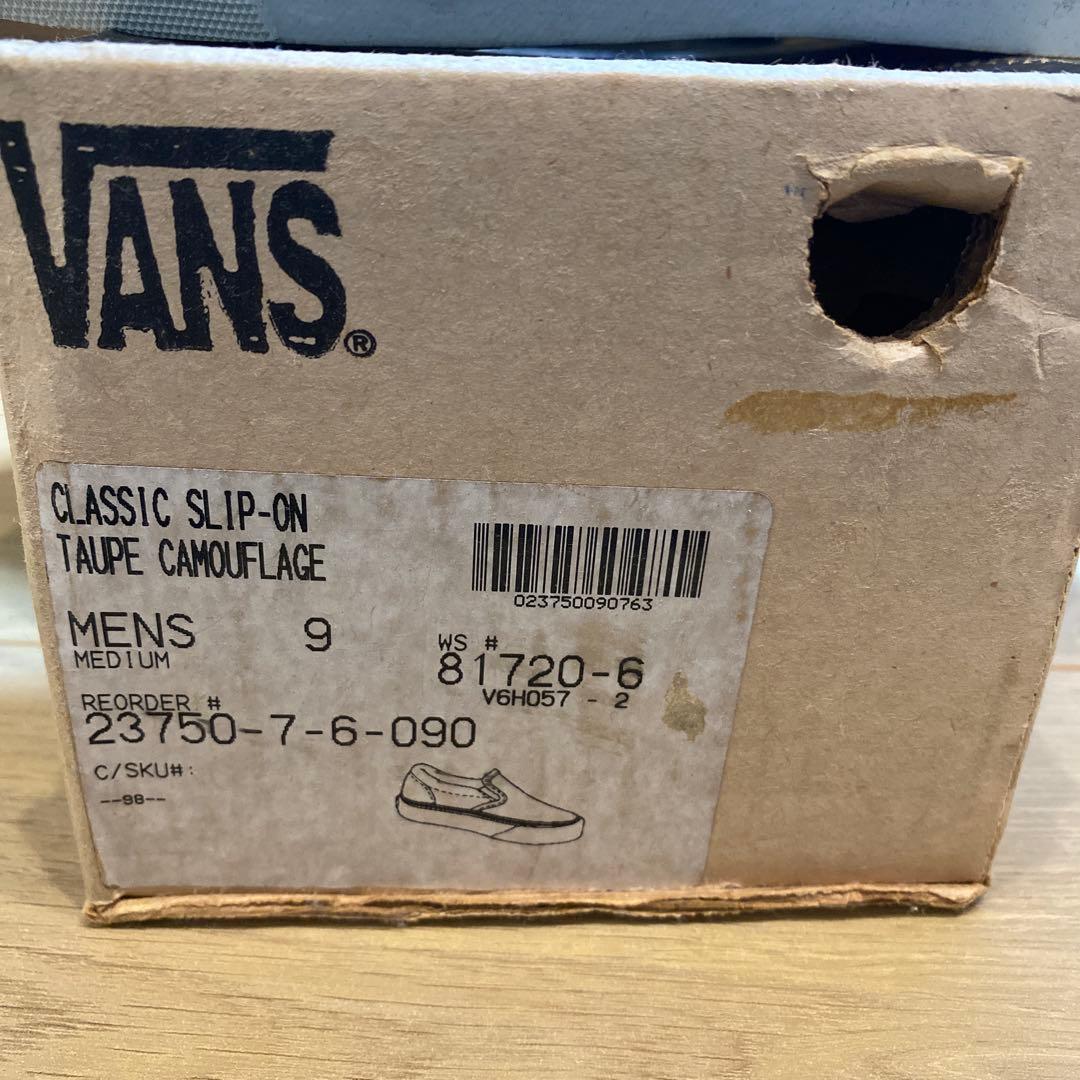 VANS®
CLASSIC SLIP-ON
TAUPE CAMOUFLAGE
023750090763
MENS 9
MEDIUM
WS #
81720-6
V6H057 - 2
REORDER #
23750-7-6-090
C/SKU#:
--98--